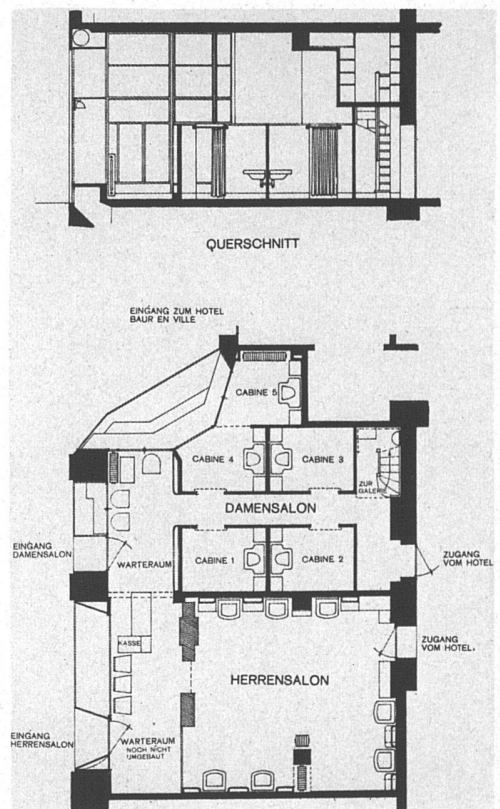 QUERSCHNITT
EINGANG ZUM HOTEL
BAUR EN VILLE
CABINE 5
CABINE 4
CABINE 3
ZUR
GALERIE
DAMENSALON
EINGANG
DAMENSALON
WARTERAUM
CABINE 1
CABINE 2
ZUGANG
VOM HOTEL
KASSE
HERRENSALON
ZUGANG
VOM HOTEL.
EINGANG
HERRENSALON
WARTERAUM
NOCH NICHT
UMGEBAUT